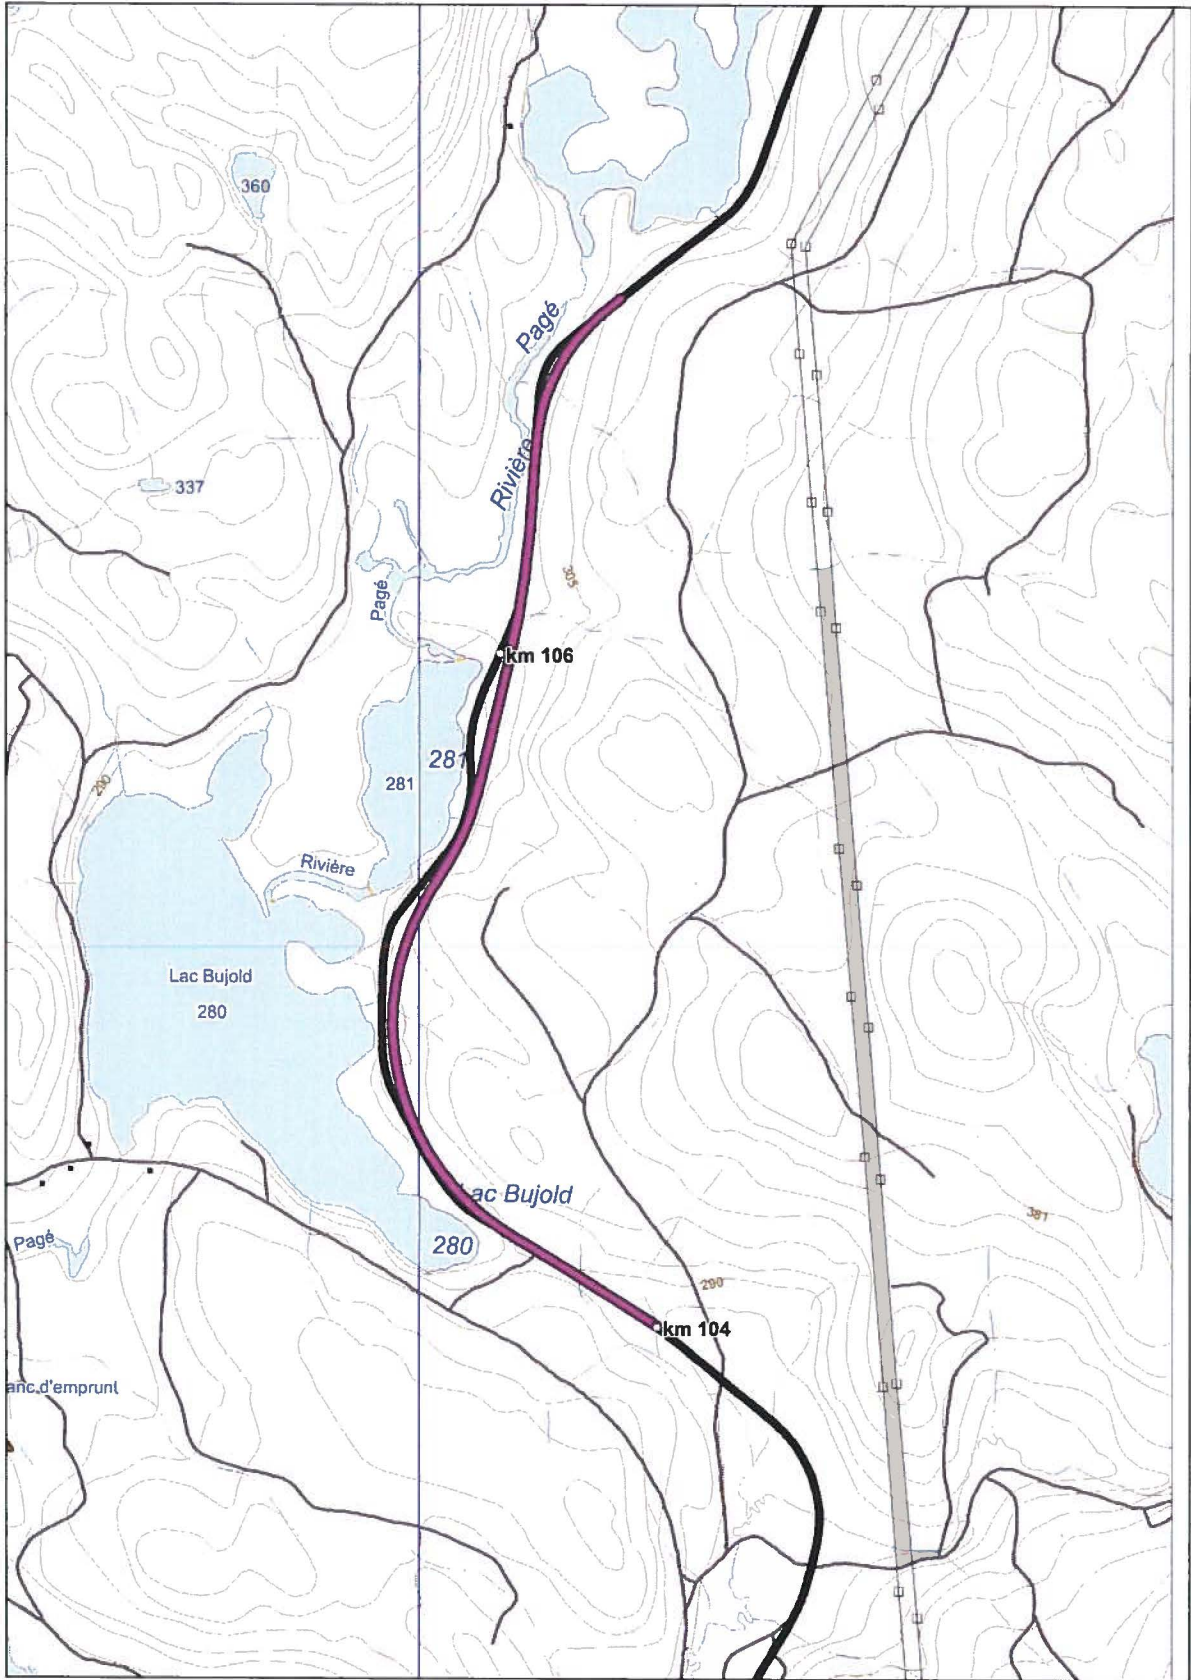 360
Pagé
337
Rivière
305
Pagé
km 106
281
281
290
Rivière
Lac Bujold
280
Lac Bujold
381
Pagé
280
290
km 104
anc d'emprunt